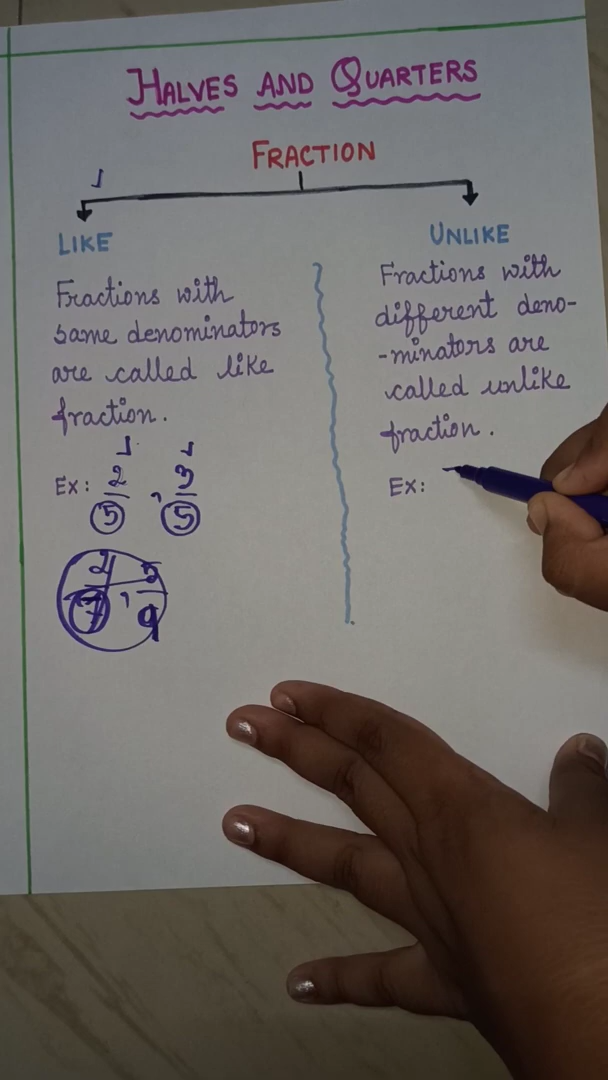 HALVES AND QUARTERS
FRACTION
LIKE
Fractions with
same denominators
are called like
fraction.
Ex: 2/5 , 3/5
UNLIKE
Fractions with
different deno-
-minators are
called unlike
fraction.
Ex: